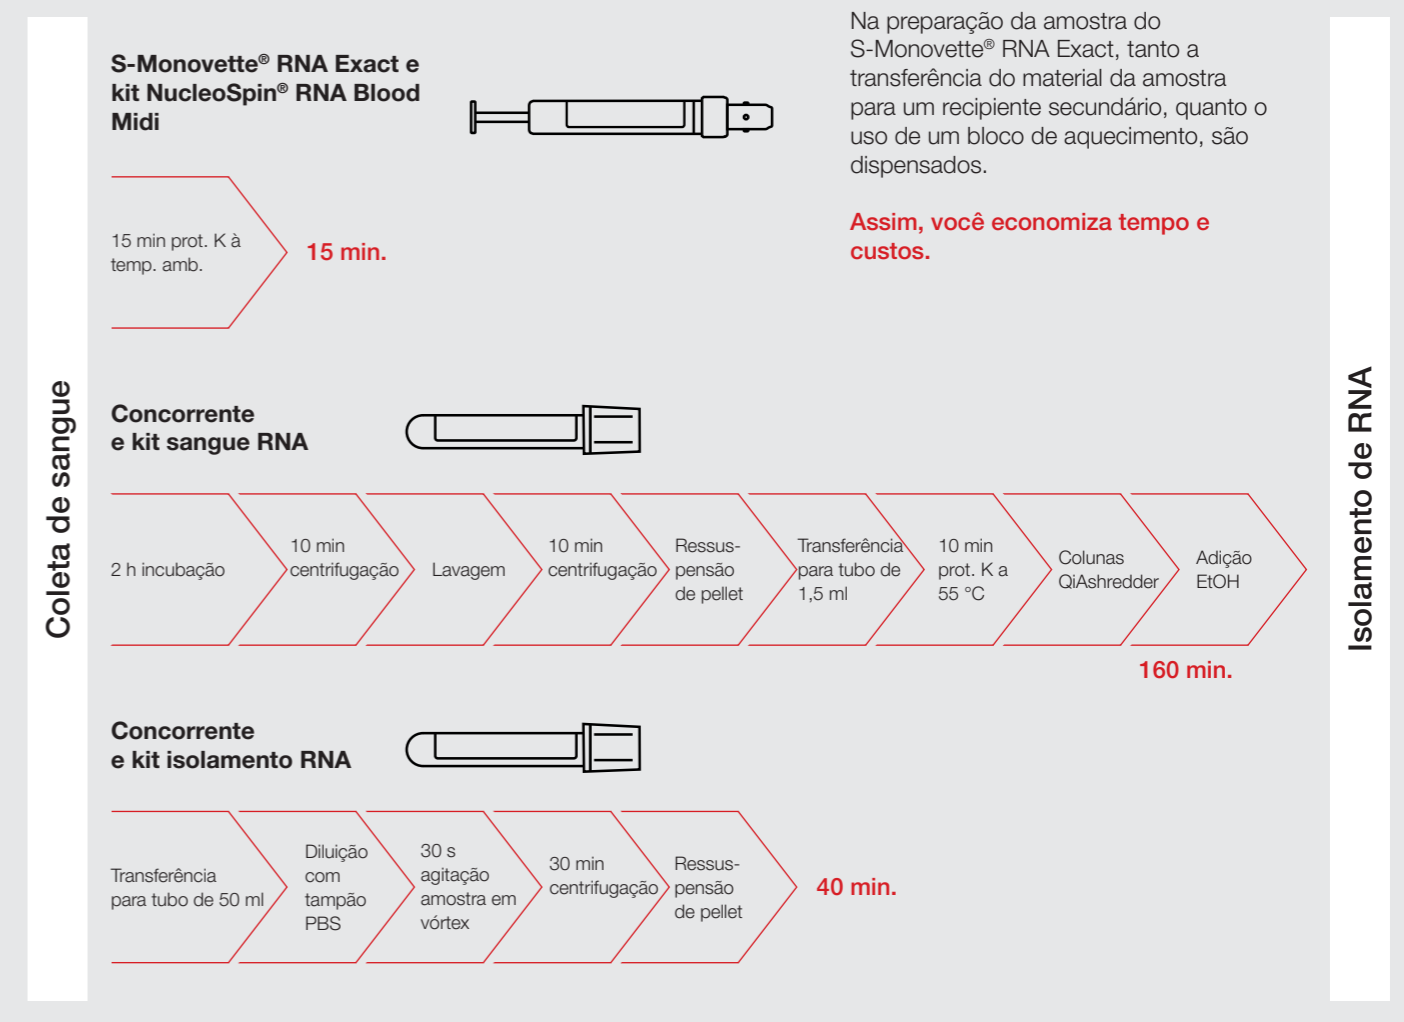 Coleta de sangue
S-Monovette® RNA Exact e
kit NucleoSpin® RNA Blood
Midi
Na preparação da amostra do
S-Monovette® RNA Exact, tanto a
transferência do material da amostra
para um recipiente secundário, quanto o
uso de um bloco de aquecimento, são
dispensados.
Assim, você economiza tempo e
custos.
15 min prot. K à
temp. amb.
15 min.
Concorrente
e kit sangue RNA
2 h incubação
10 min
centrifugação
Lavagem
10 min
centrifugação
Ressus-
pensão
de pellet
Transferência
para tubo de
1,5 ml
10 min
prot. K a
55 °C
Colunas
QiAshredder
Adição
EtOH
160 min.
Concorrente
e kit isolamento RNA
Transferência
para tubo de 50 ml
Diluição
com
tampão
PBS
30 s
agitação
amostra em
vórtex
30 min
centrifugação
Ressus-
pensão
de pellet
40 min.
Isolamento de RNA